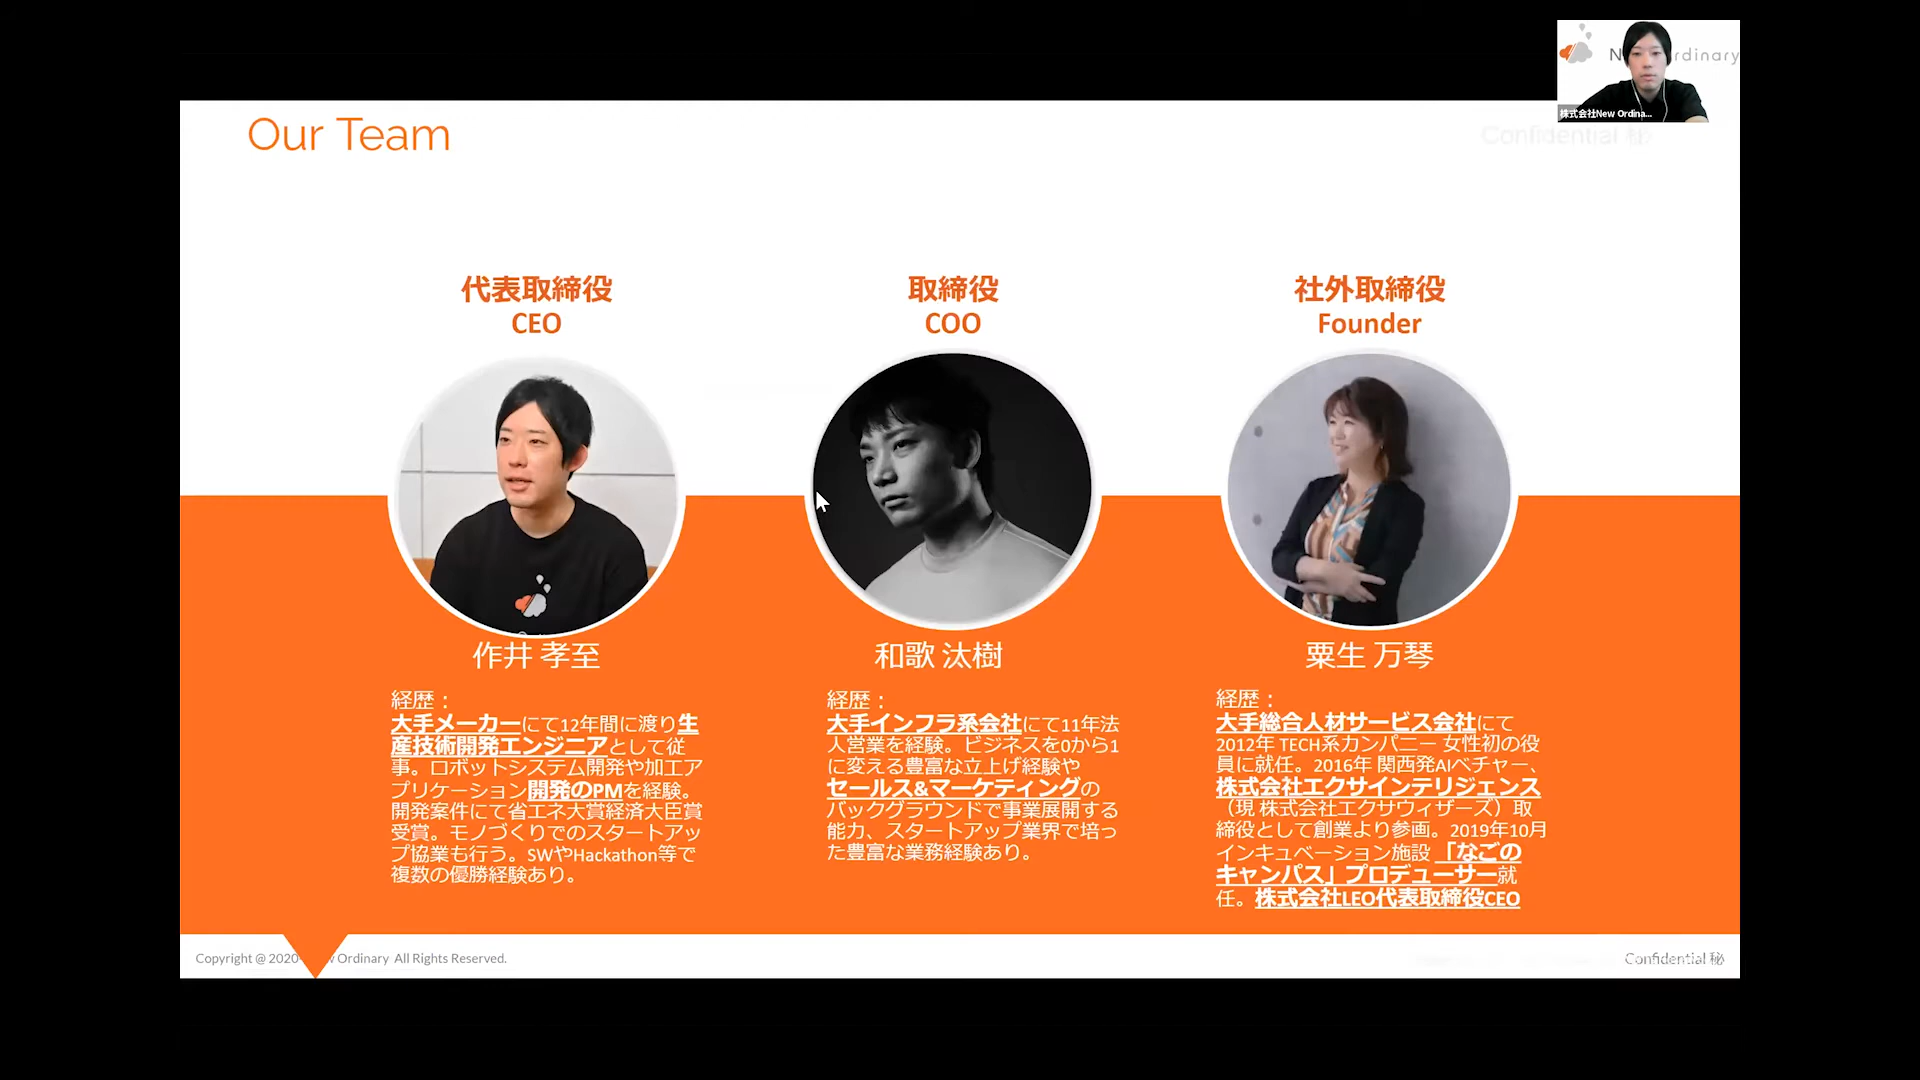 Our Team
Confidential 秘
株式会社New Ordina...
代表取締役
CEO
作井 孝至
経歴：
大手メーカーにて12年間に渡り生
産技術開発エンジニアとして従
事。ロボットシステム開発や加工ア
プリケーション開発のPMを経験。
開発案件にて省エネ大賞経済大臣賞
受賞。モノづくりでのスタートアッ
プ協業も行う。SWやHackathon等で
複数の優勝経験あり。
取締役
COO
和歌 汰樹
経歴：
大手インフラ系会社にて11年法
人営業を経験。ビジネスを0から1
に変える豊富な立上げ経験や
セールス&マーケティングの
バックグラウンドで事業展開する
能力、スタートアップ業界で培っ
た豊富な業務経験あり。
社外取締役
Founder
粟生 万琴
経歴：
大手総合人材サービス会社にて
2012年 TECH系カンパニー 女性初の役
員に就任。2016年 関西発AIベチャー、
株式会社エクサインテリジェンス
（現 株式会社エクサウィザーズ）取
締役として創業より参画。2019年10月
インキュベーション施設 「なごの
キャンパス」プロデューサー就
任。株式会社LEO代表取締役CEO
Copyright @ 2020 Ordinary All Rights Reserved.
Confidential 秘